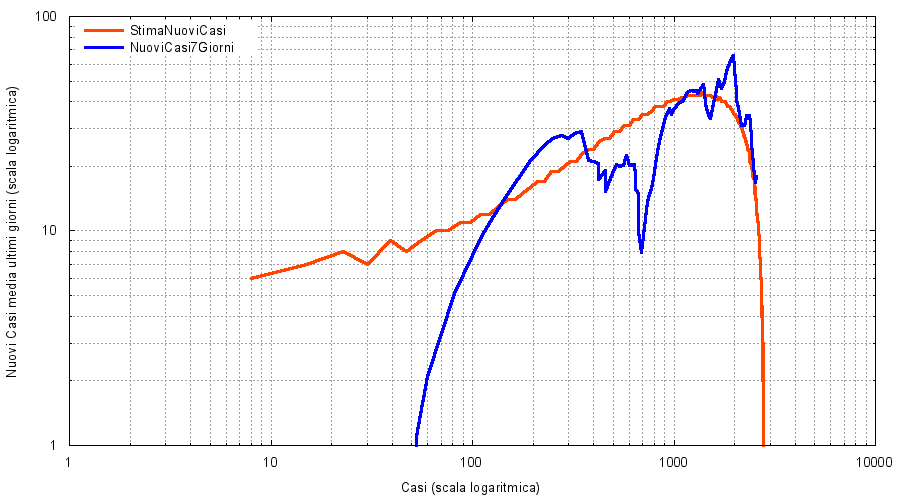 100
StimaNuoviCasi
NuoviCasi7Giorni
10
1
Nuovi Casi media ultimi giorni (scala logaritmica)
1 10 100 1000 10000
Casi (scala logaritmica)